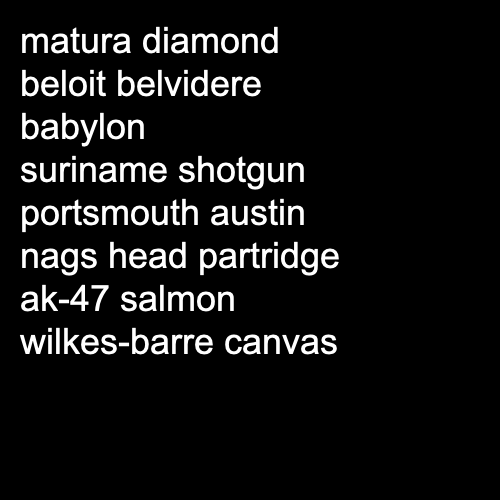 matura diamond
beloit belvidere
babylon
suriname shotgun
portsmouth austin
nags head partridge
ak-47 salmon
wilkes-barre canvas